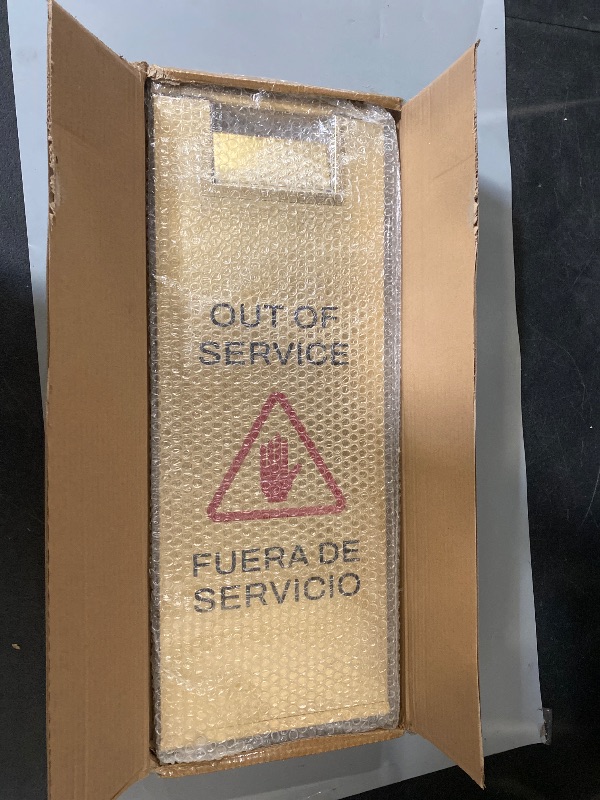 OUT OF
SERVICE
FUERA DE
SERVICIO